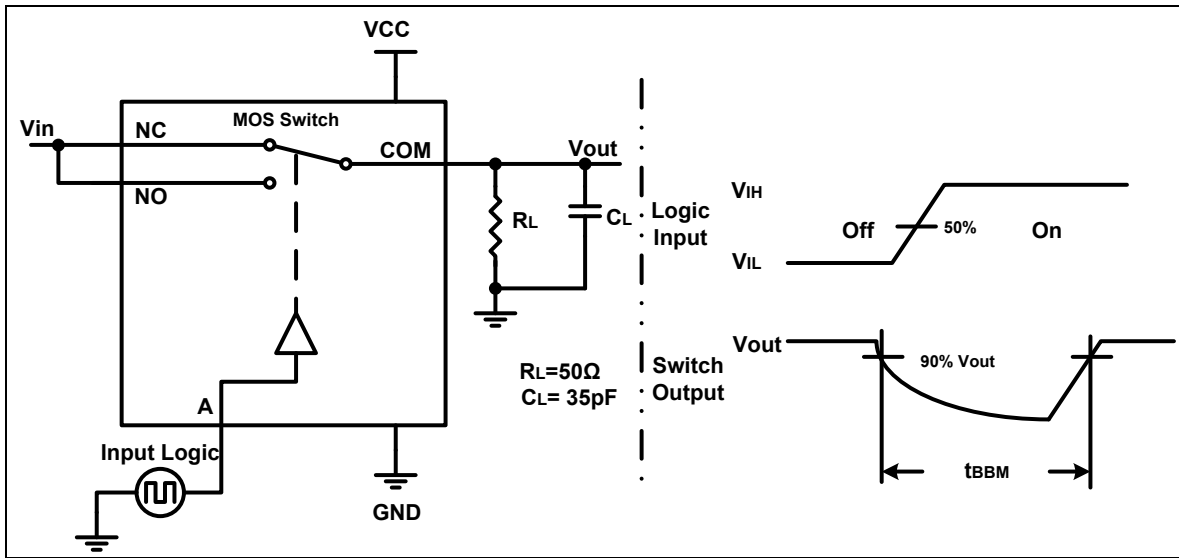 VCC
MOS Switch
Vin
NC
COM
Vout
NO
RL
CL
Logic
Input
VIH
Off
50%
On
VIL
RL=50Ω
CL= 35pF
Switch
Output
Vout
90% Vout
tBBM
A
Input Logic
GND